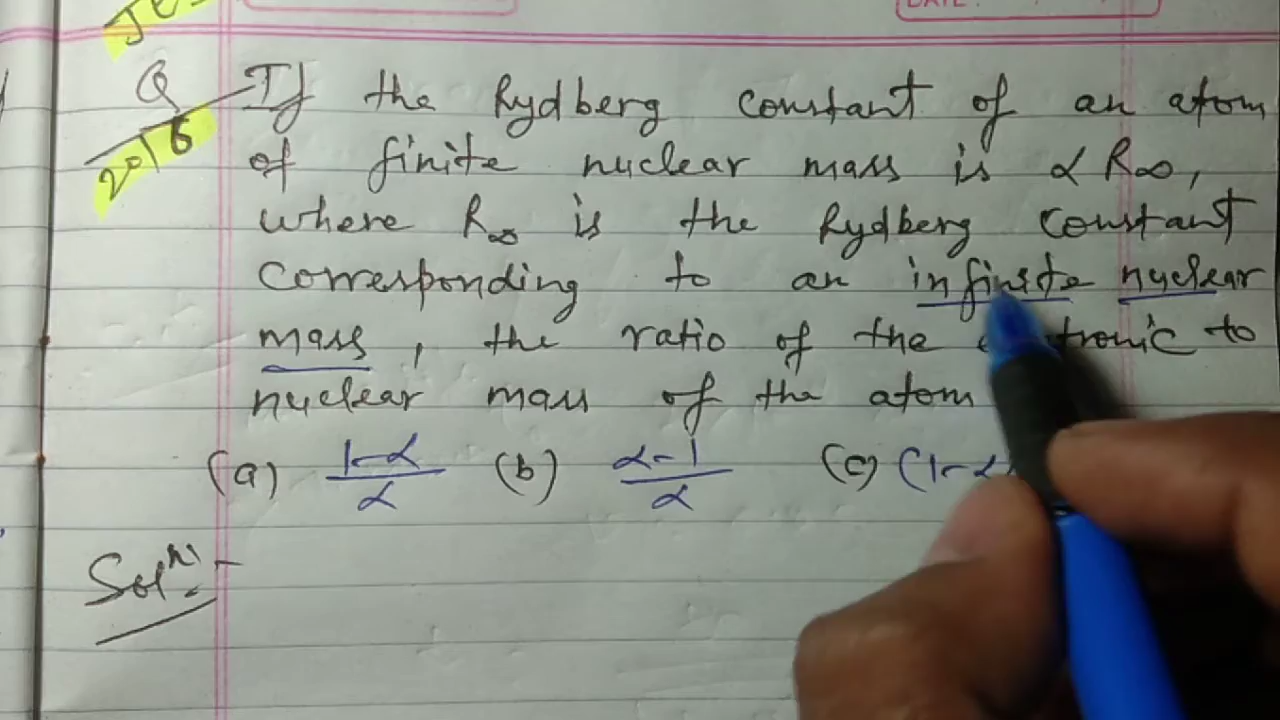 Q If the Rydberg constant of an atom
2016 of finite nuclear mass is α R∞,
where R∞ is the Rydberg constant
corresponding to an infinite nuclear
mass, the ratio of the to
nuclear mass of the atom
(a) 1-α/α (b) α-1/α (c) (1-α
Solⁿ:-